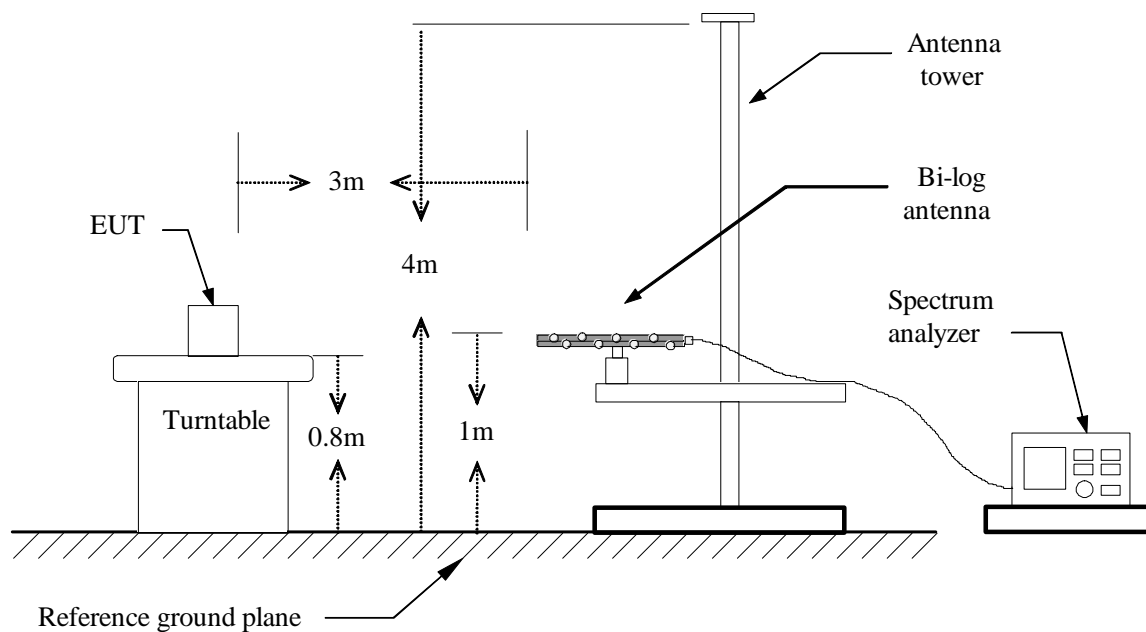 Antenna
tower
3m
Bi-log
antenna
EUT
4m
Spectrum
analyzer
Turntable
0.8m
1m
Reference ground plane